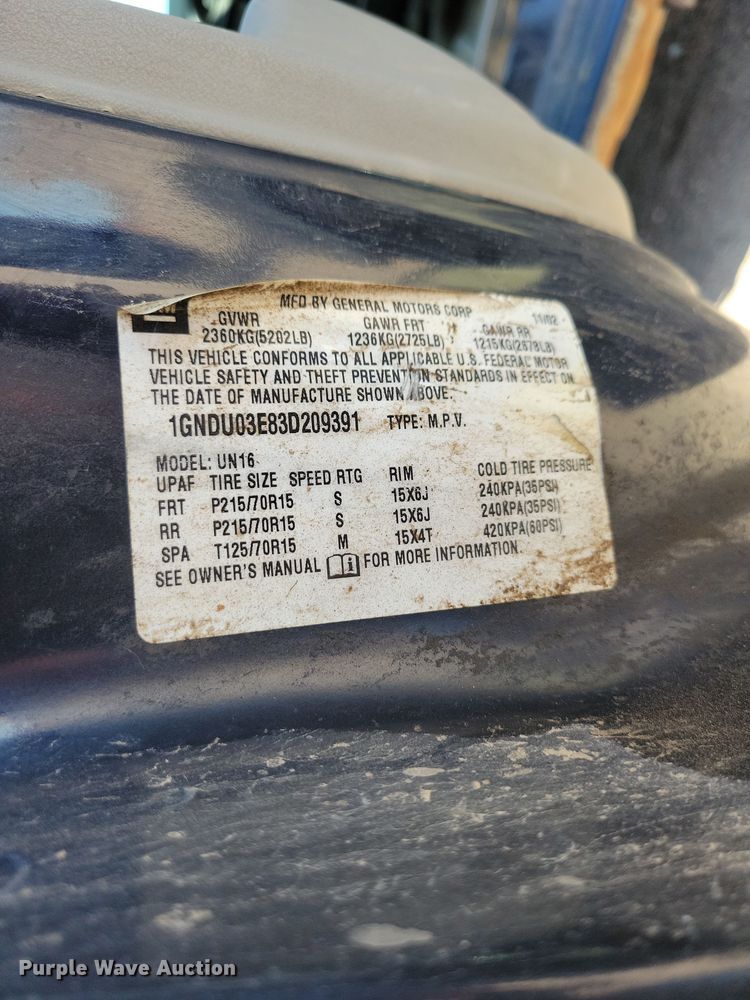 GM
MFD BY GENERAL MOTORS CORP 11/02
GVWR GAWR FRT GAWR RR
2360KG(5202LB) 1236KG(2725LB) 1215KG(2678LB)
THIS VEHICLE CONFORMS TO ALL APPLICABLE U.S. FEDERAL MOTOR
VEHICLE SAFETY AND THEFT PREVENTION STANDARDS IN EFFECT ON
THE DATE OF MANUFACTURE SHOWN ABOVE.
1GNDU03E83D209391 TYPE: M.P.V.
MODEL: UN16
UPAF TIRE SIZE SPEED RTG RIM COLD TIRE PRESSURE
FRT P215/70R15 S 15X6J 240KPA(35PSI)
RR P215/70R15 S 15X6J 240KPA(35PSI)
SPA T125/70R15 M 15X4T 420KPA(60PSI)
SEE OWNER'S MANUAL FOR MORE INFORMATION.
Purple Wave Auction